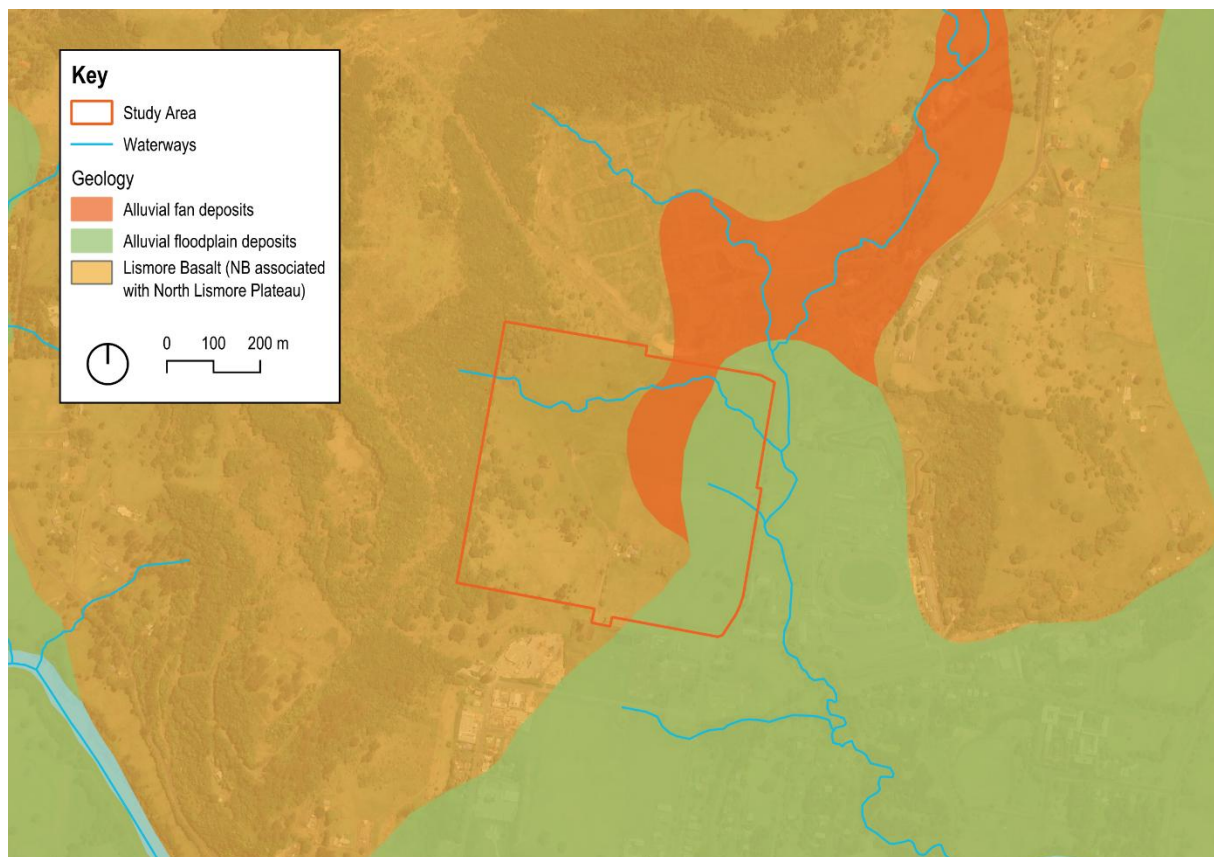 Key
Study Area
Waterways
Geology
Alluvial fan deposits
Alluvial floodplain deposits
Lismore Basalt (NB associated
with North Lismore Plateau)
0 100 200 m